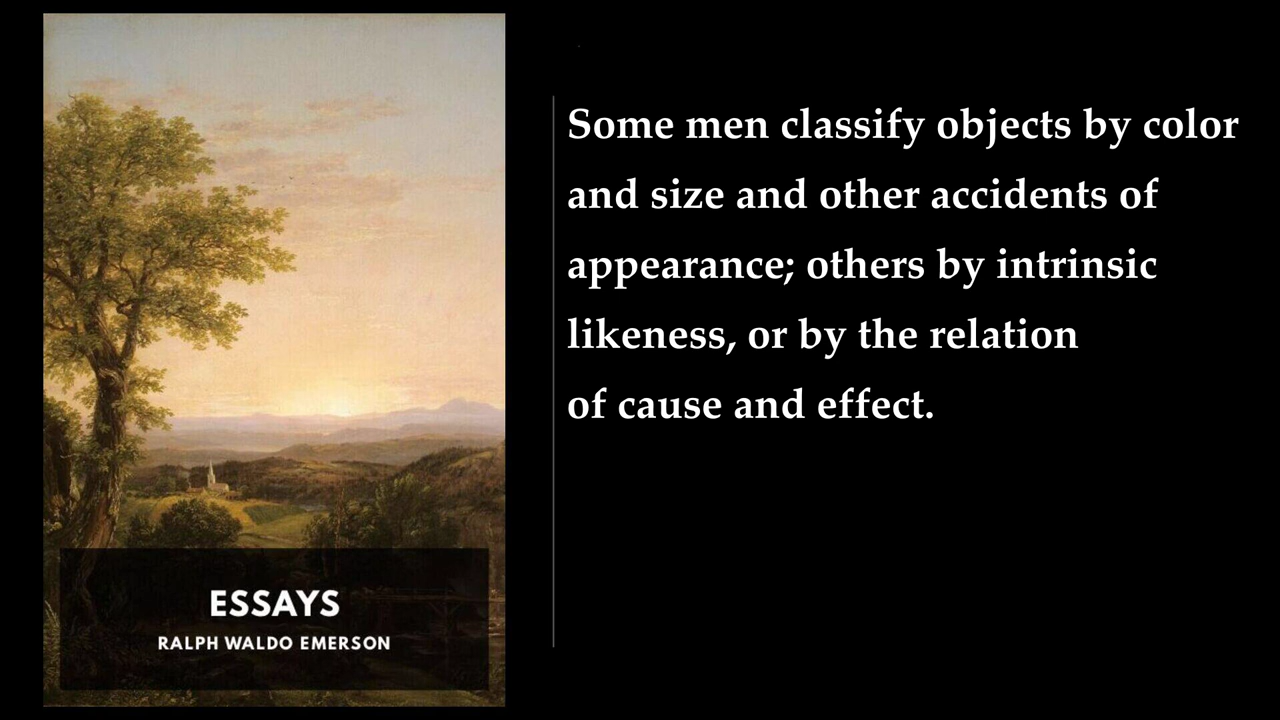 ESSAYS
RALPH WALDO EMERSON
Some men classify objects by color
and size and other accidents of
appearance; others by intrinsic
likeness, or by the relation
of cause and effect.